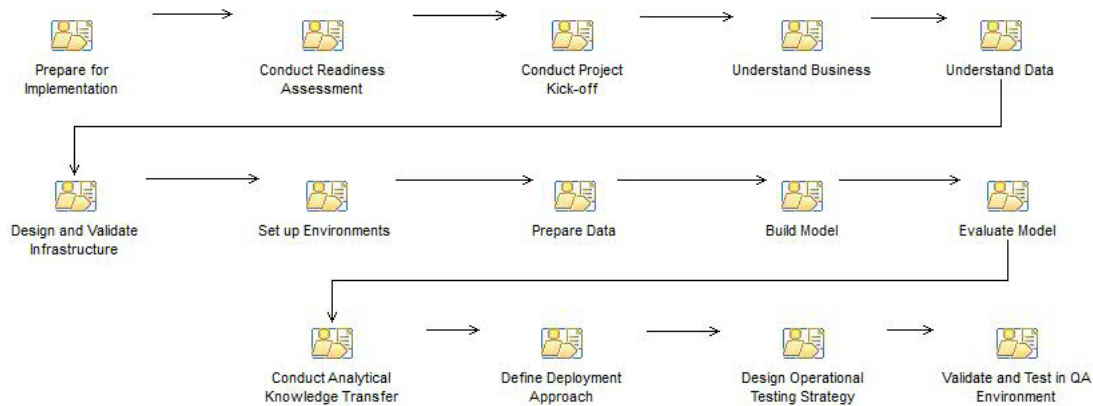 Prepare for
Implementation
Conduct Readiness
Assessment
Conduct Project
Kick-off
Understand Business
Understand Data
Design and Validate
Infrastructure
Set up Environments
Prepare Data
Build Model
Evaluate Model
Conduct Analytical
Knowledge Transfer
Define Deployment
Approach
Design Operational
Testing Strategy
Validate and Test in QA
Environment